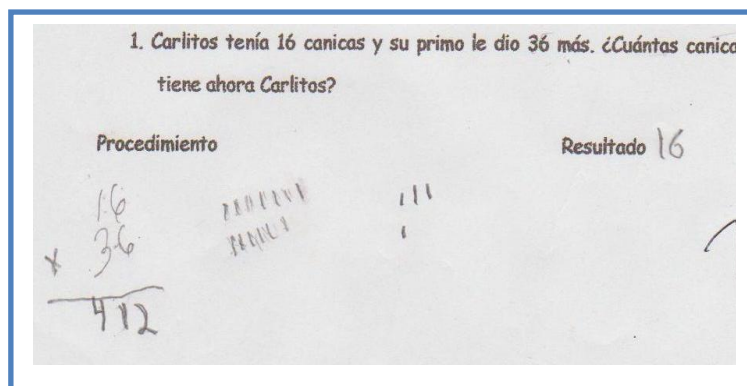 1. Carlitos tenía 16 canicas y su primo le dio 36 más. ¿Cuántas canica
tiene ahora Carlitos?
Procedimiento Resultado 16
16
x 36
412